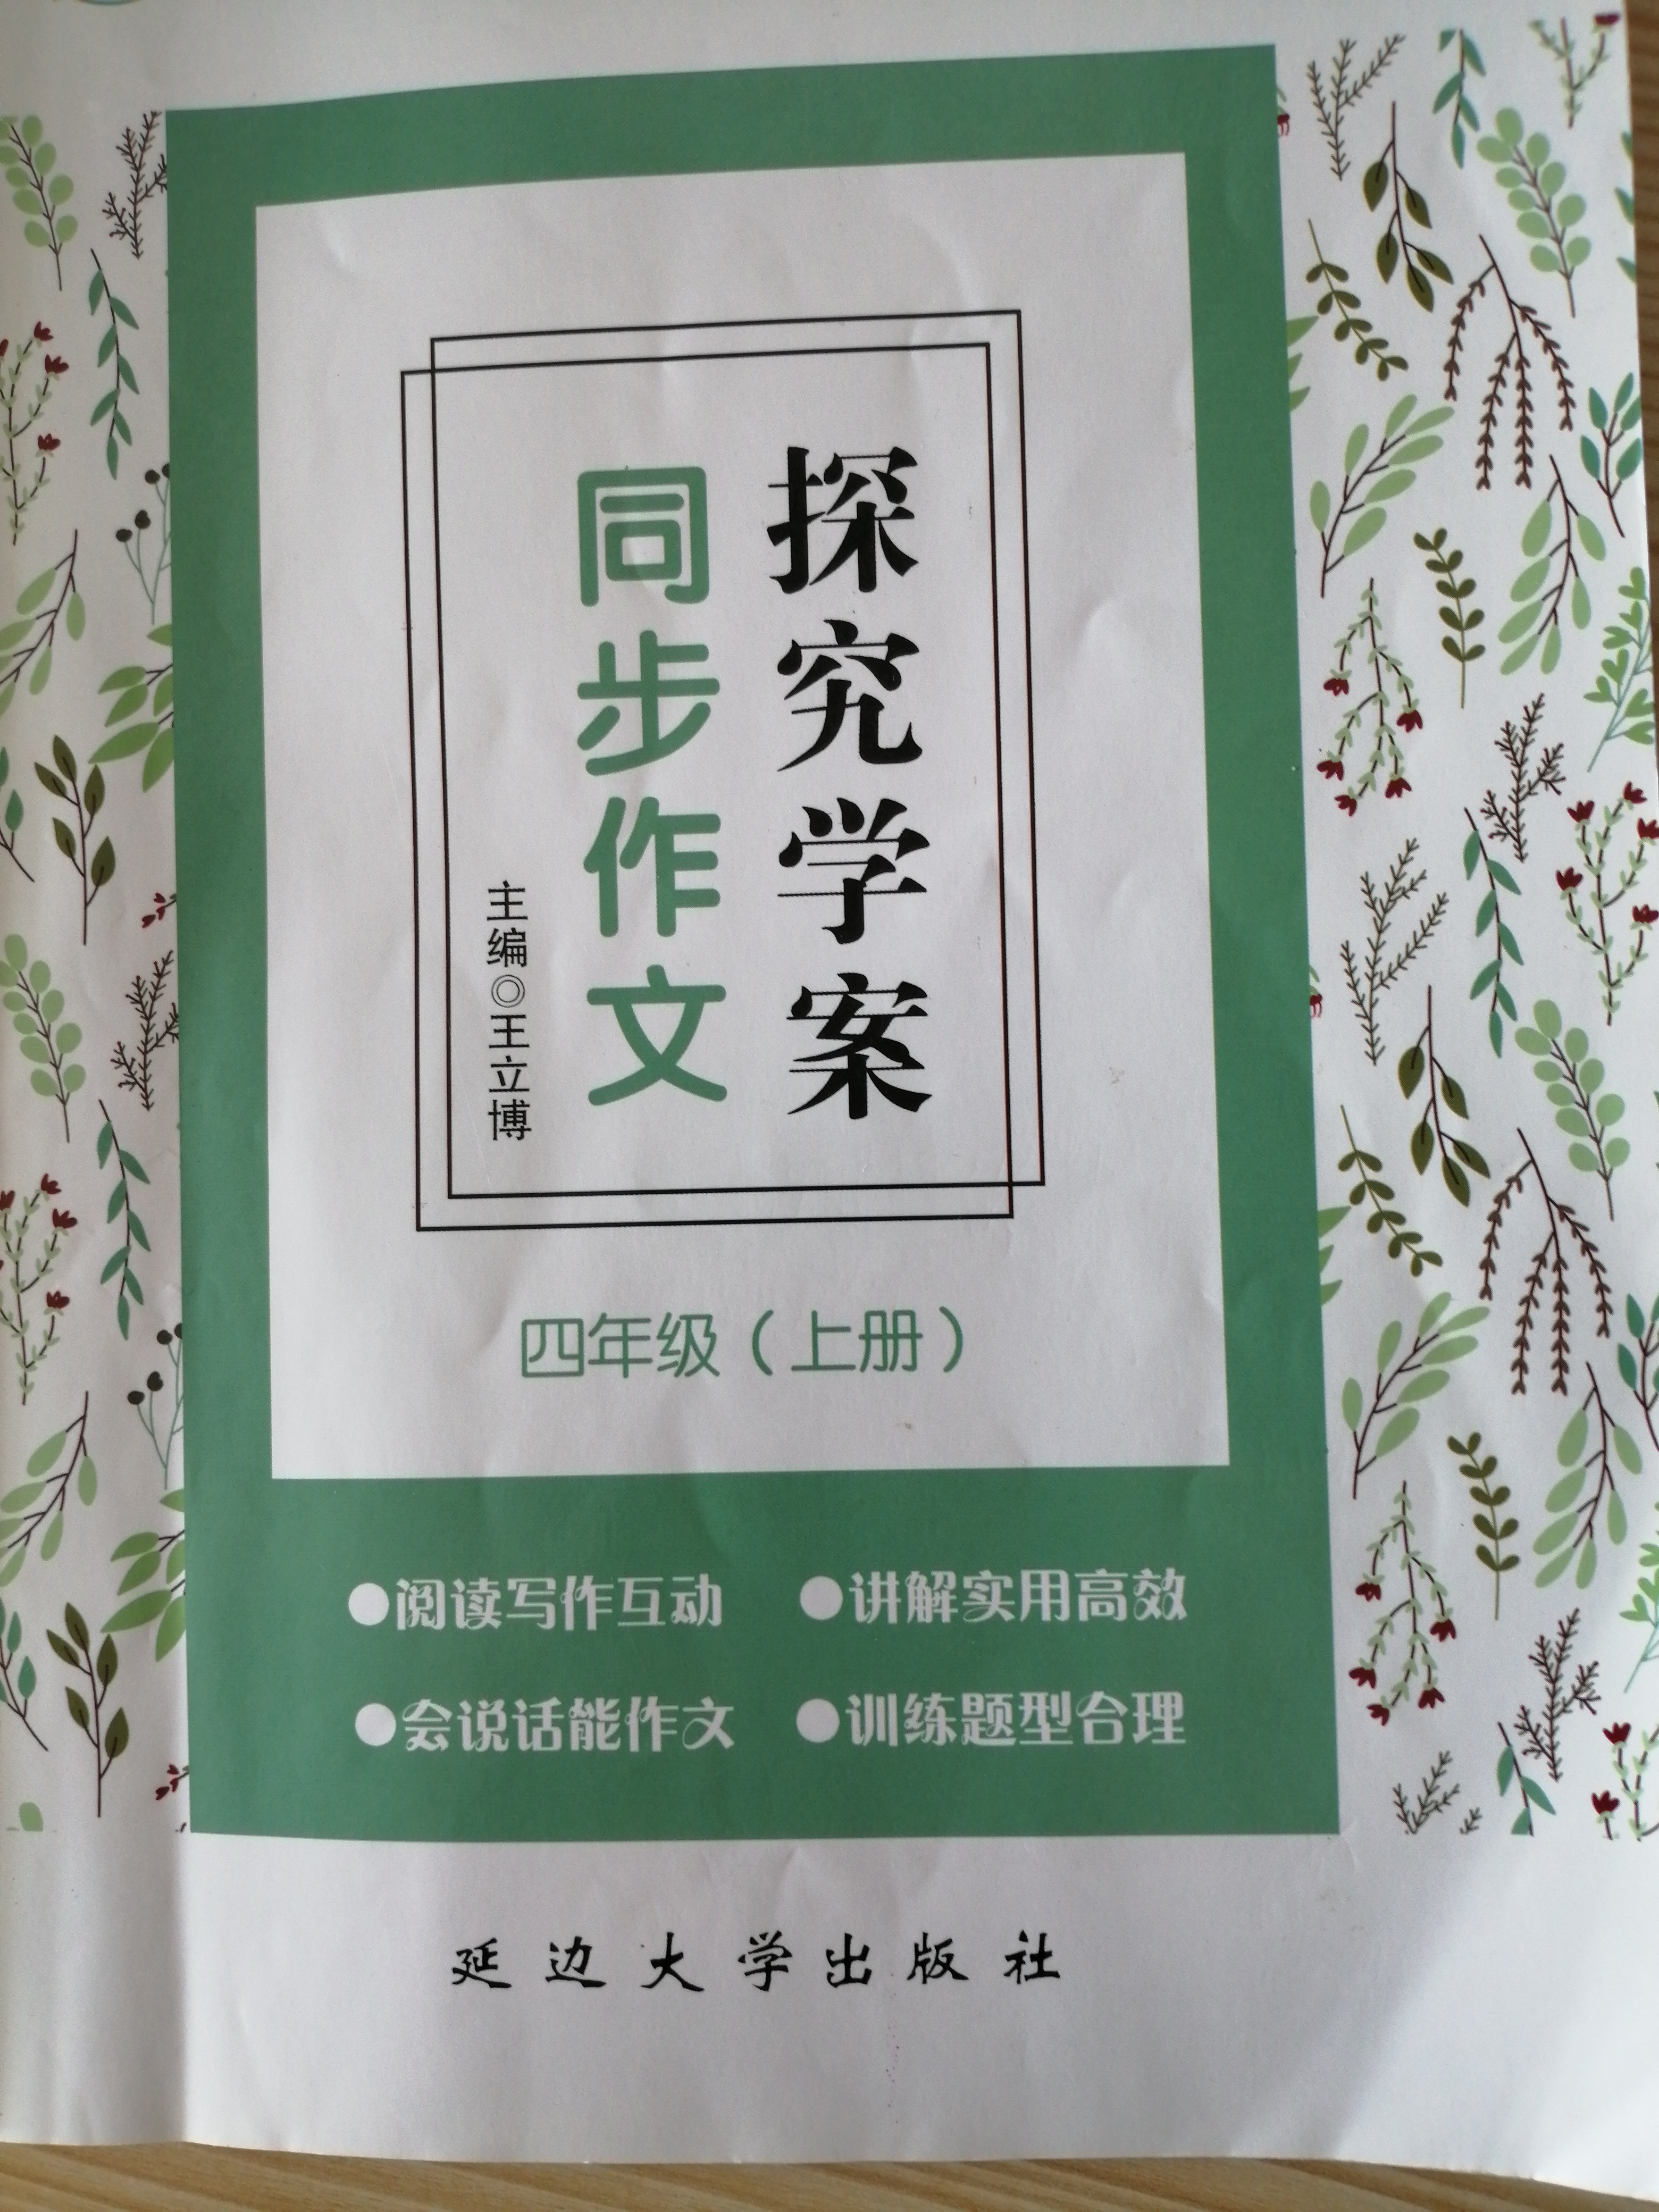 探究学案
同步作文
主编◎王立博
四年级（上册）
●阅读写作互动
●讲解实用高效
●会说话能作文
●训练题型合理
延边大学出版社